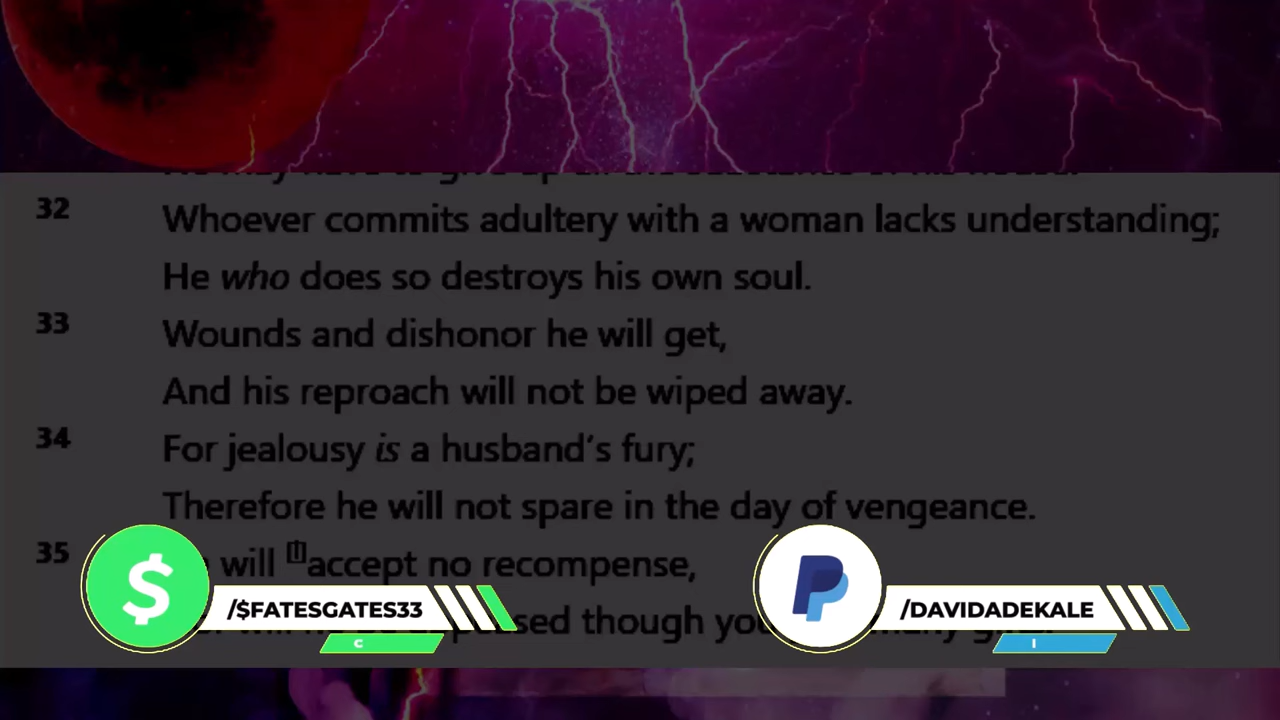 32 Whoever commits adultery with a woman lacks understanding;
He who does so destroys his own soul.
33 Wounds and dishonor he will get,
And his reproach will not be wiped away.
34 For jealousy is a husband's fury;
Therefore he will not spare in the day of vengeance.
35 will [i]accept no recompense,
though
$ /$FATESGATES33
C
/DAVIDADEKALE
I